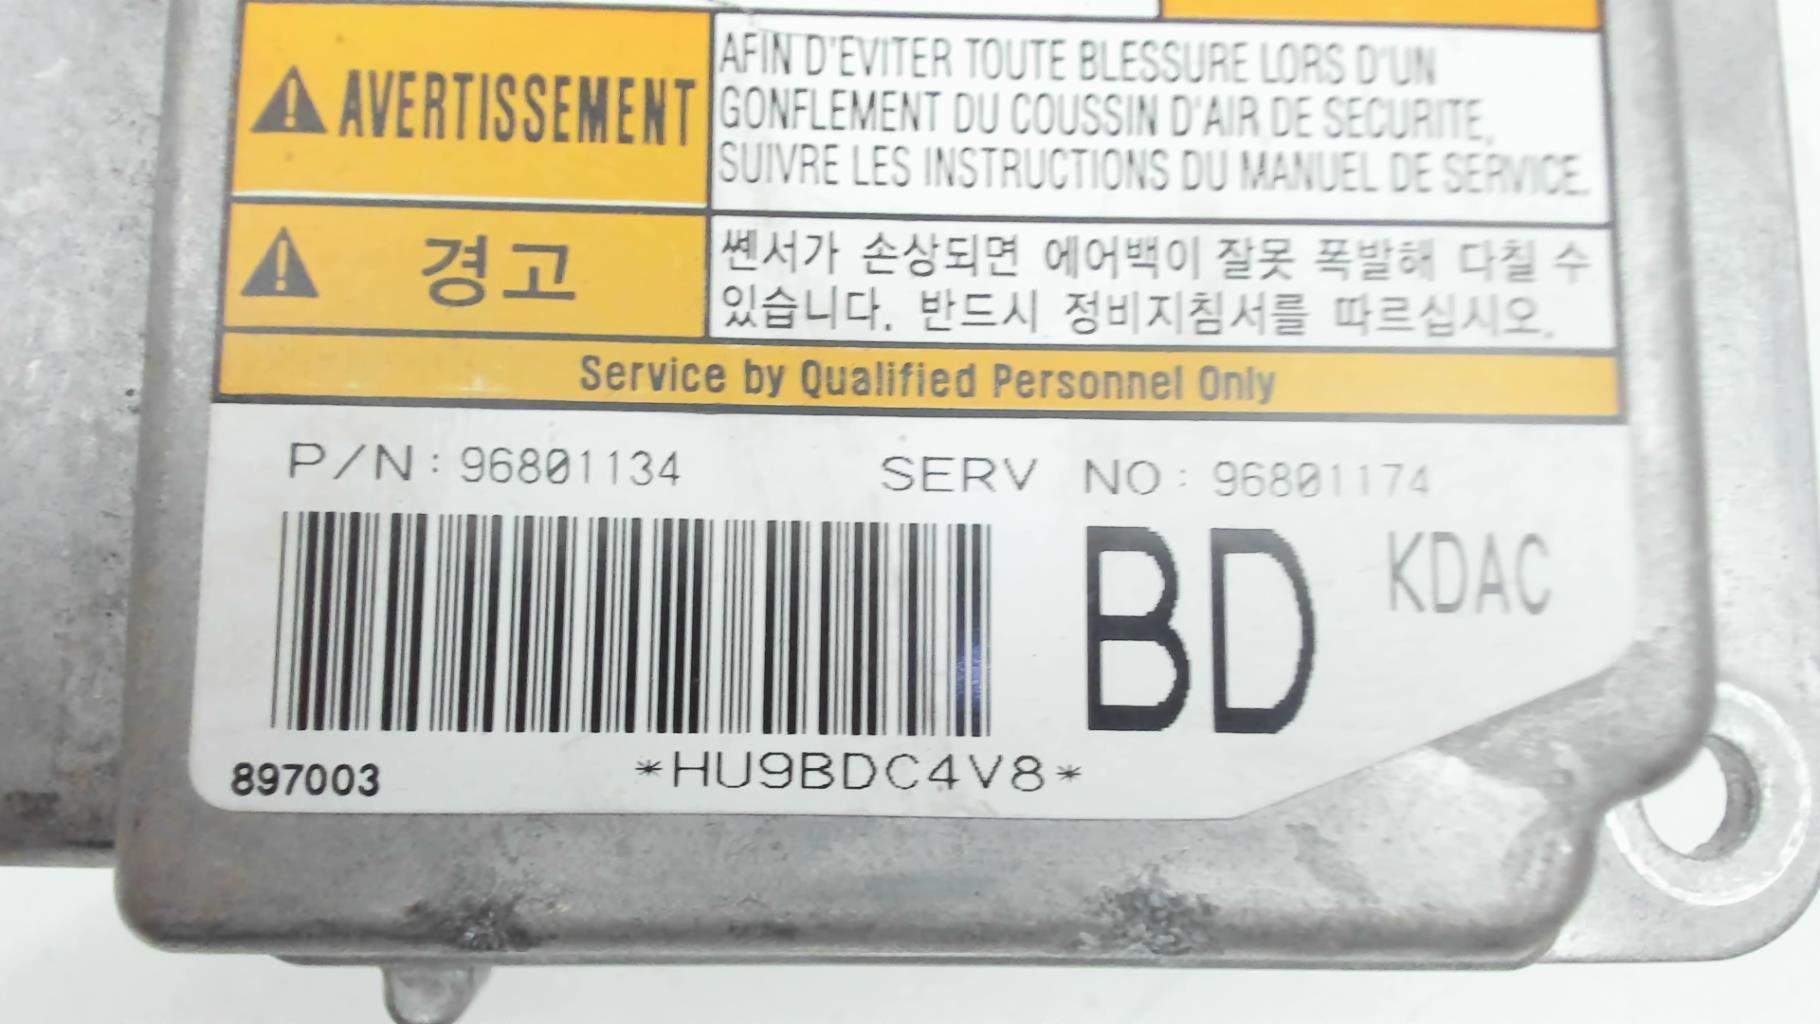 AVERTISSEMENT
AFIN D'EVITER TOUTE BLESSURE LORS D'UN
GONFLEMENT DU COUSSIN D'AIR DE SECURITE,
SUIVRE LES INSTRUCTIONS DU MANUEL DE SERVICE.
경고
쎈서가 손상되면 에어백이 잘못 폭발해 다칠 수
있습니다. 반드시 정비지침서를 따르십시오.
Service by Qualified Personnel Only
P/N: 96801134 SERV NO: 96801174
BD KDAC
897003 *HU9BDC4V8*